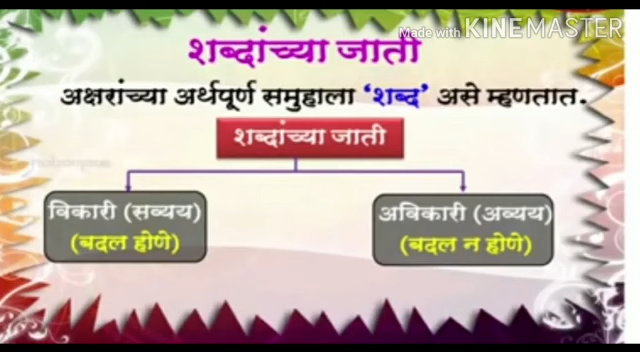 Made with KINEMASTER
शब्दांच्या जाती
अक्षरांच्या अर्थपूर्ण समुहाला ‘शब्द’ असे म्हणतात.
शब्दांच्या जाती
विकारी (सव्यय)
(बदल होणे)
अविकारी (अव्यय)
(बदल न होणे)